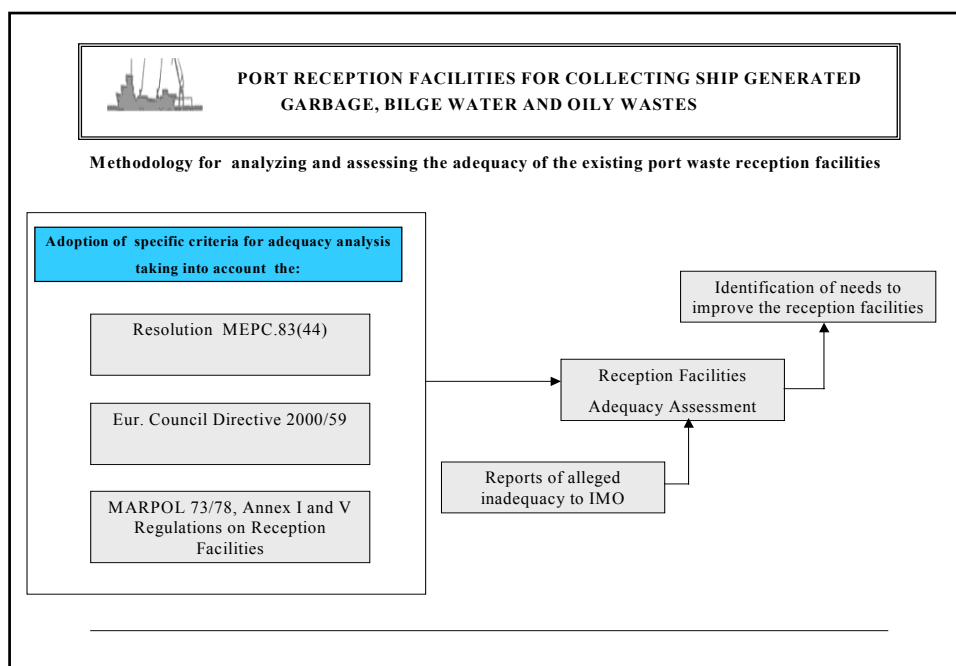 PORT RECEPTION FACILITIES FOR COLLECTING SHIP GENERATED
GARBAGE, BILGE WATER AND OILY WASTES
Methodology for analyzing and assessing the adequacy of the existing port waste reception facilities
Adoption of specific criteria for adequacy analysis
taking into account the:
Resolution MEPC.83(44)
Eur. Council Directive 2000/59
MARPOL 73/78, Annex I and V
Regulations on Reception
Facilities
Reports of alleged
inadequacy to IMO
Reception Facilities
Adequacy Assessment
Identification of needs to
improve the reception facilities